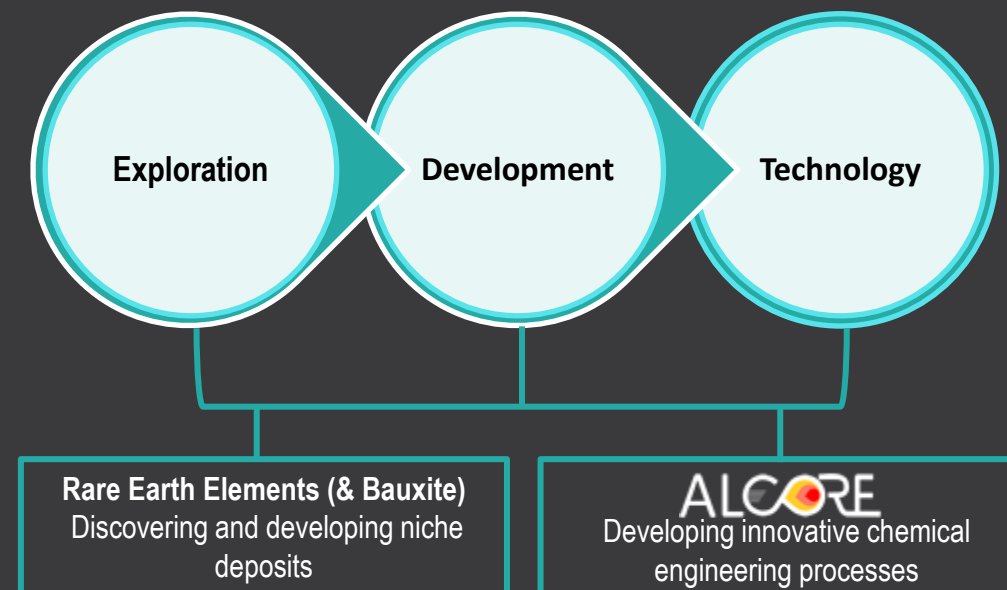 Exploration
Development
Technology
Rare Earth Elements (& Bauxite)
Discovering and developing niche
deposits
ALCORE
Developing innovative chemical
engineering processes